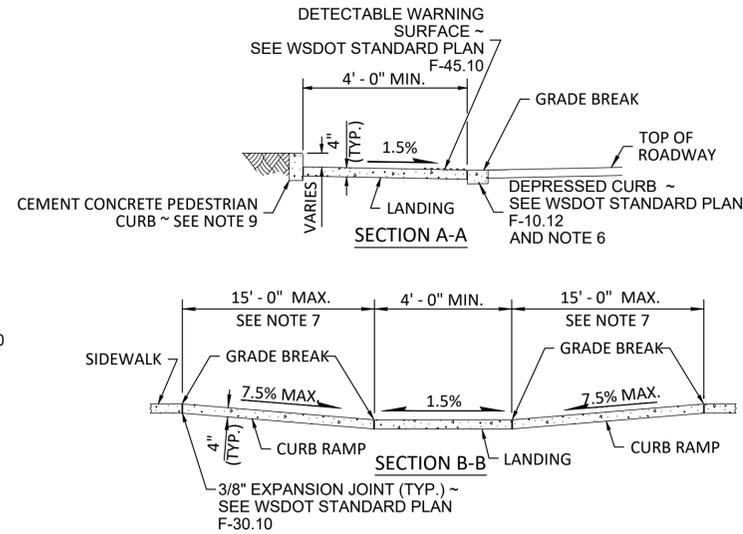 DETECTABLE WARNING
SURFACE ~
SEE WSDOT STANDARD PLAN
F-45.10
4' - 0" MIN.
GRADE BREAK
4"
(TYP.)
1.5%
TOP OF
ROADWAY
CEMENT CONCRETE PEDESTRIAN
CURB ~ SEE NOTE 9
VARIES
LANDING
DEPRESSED CURB ~
SEE WSDOT STANDARD PLAN
F-10.12
AND NOTE 6
SECTION A-A
15' - 0" MAX.
4' - 0" MIN.
15' - 0" MAX.
SEE NOTE 7
SEE NOTE 7
SIDEWALK
GRADE BREAK
GRADE BREAK
7.5% MAX.
1.5%
7.5% MAX.
4"
(TYP.)
CURB RAMP
SECTION B-B
LANDING
CURB RAMP
3/8" EXPANSION JOINT (TYP.) ~
SEE WSDOT STANDARD PLAN
F-30.10